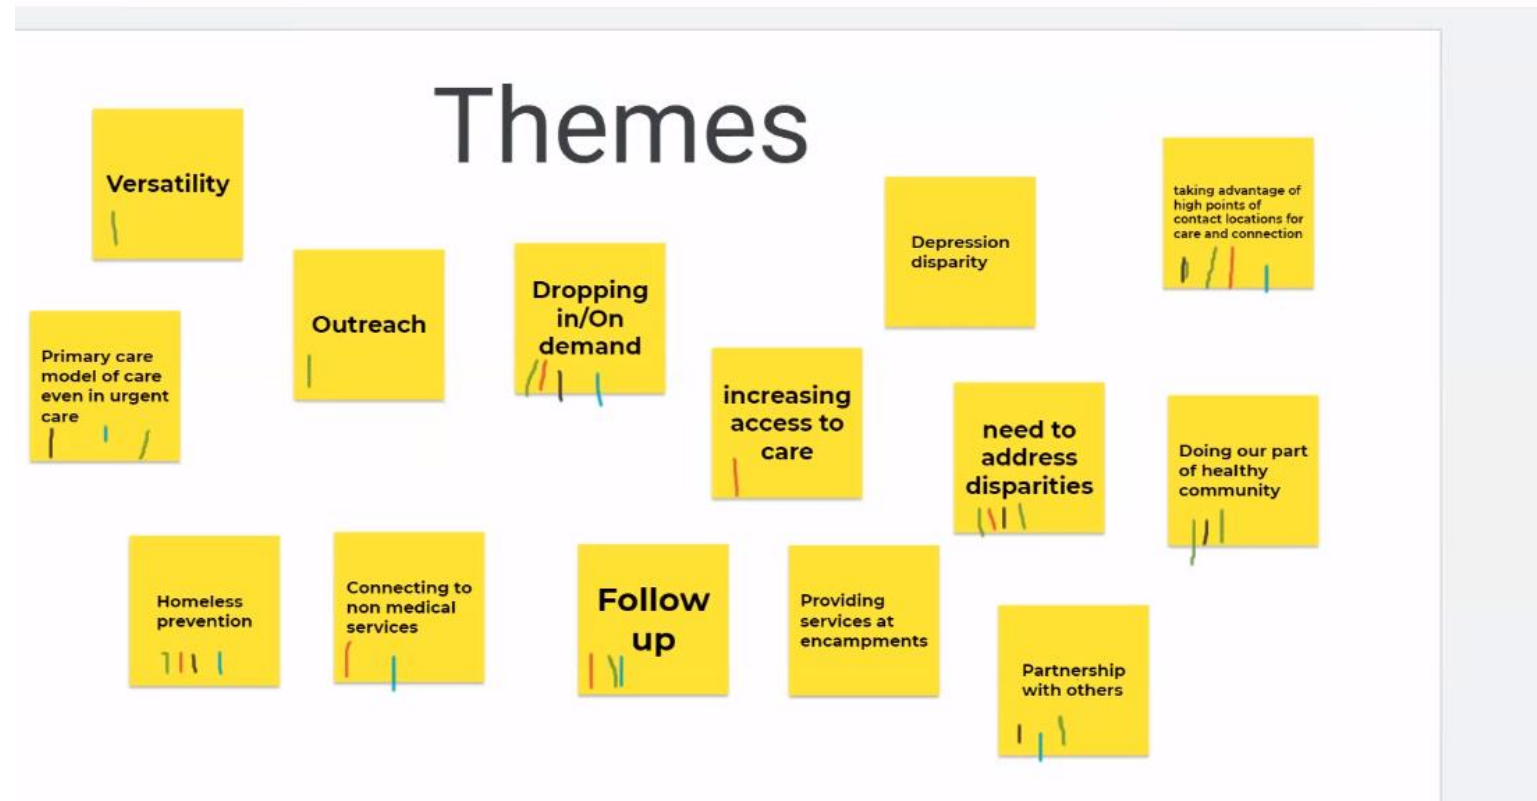 Themes
Versatility
taking advantage of
high points of
contact locations for
care and connection
Depression
disparity
Outreach
Dropping
in/On
demand
Primary care
model of care
even in urgent
care
increasing
access to
care
need to
address
disparities
Doing our part
of healthy
community
Homeless
prevention
Connecting to
non medical
services
Follow
up
Providing
services at
encampments
Partnership
with others